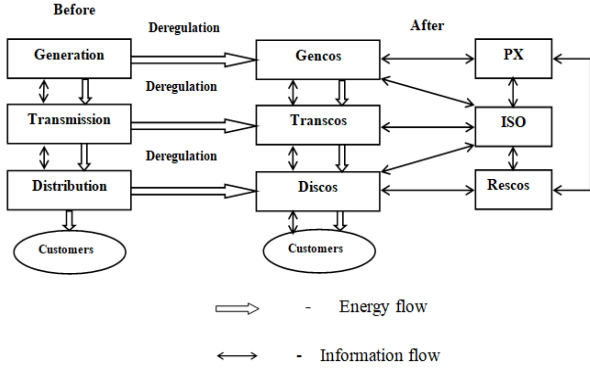 Before
After
Deregulation
Generation
Gencos
PX
Deregulation
Transmission
Transcos
ISO
Deregulation
Distribution
Discos
Rescos
Customers
Customers
- Energy flow
- Information flow